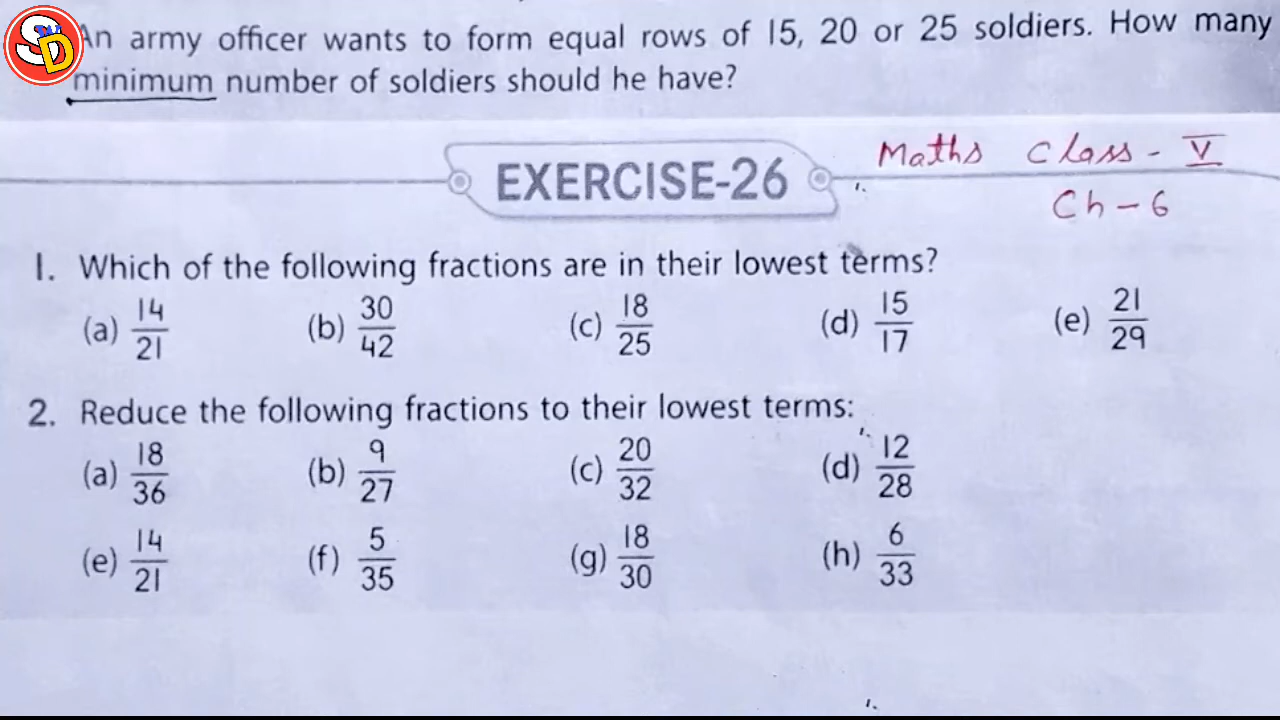 SD
An army officer wants to form equal rows of 15, 20 or 25 soldiers. How many
minimum number of soldiers should he have?
EXERCISE-26
Maths Class - V
Ch - 6
1. Which of the following fractions are in their lowest terms?
(a) 14/21 (b) 30/42 (c) 18/25 (d) 15/17 (e) 21/29
2. Reduce the following fractions to their lowest terms:
(a) 18/36 (b) 9/27 (c) 20/32 (d) 12/28
(e) 14/21 (f) 5/35 (g) 18/30 (h) 6/33